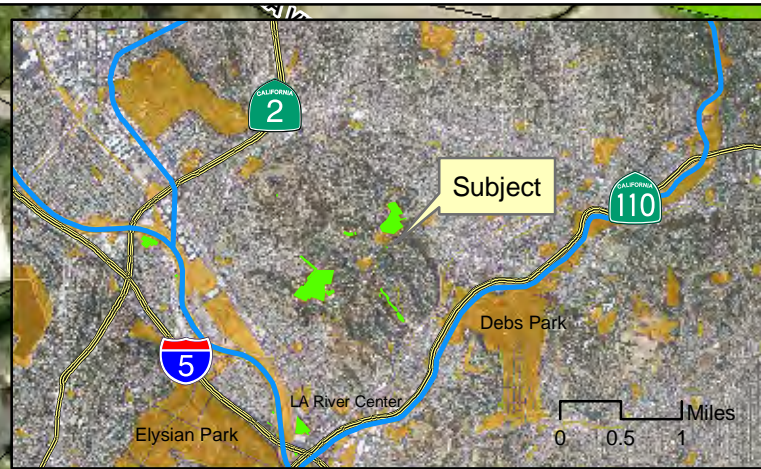 CALIFORNIA
2
Subject
CALIFORNIA
110
Debs Park
5
LA River Center
Elysian Park
Miles
0 0.5 1